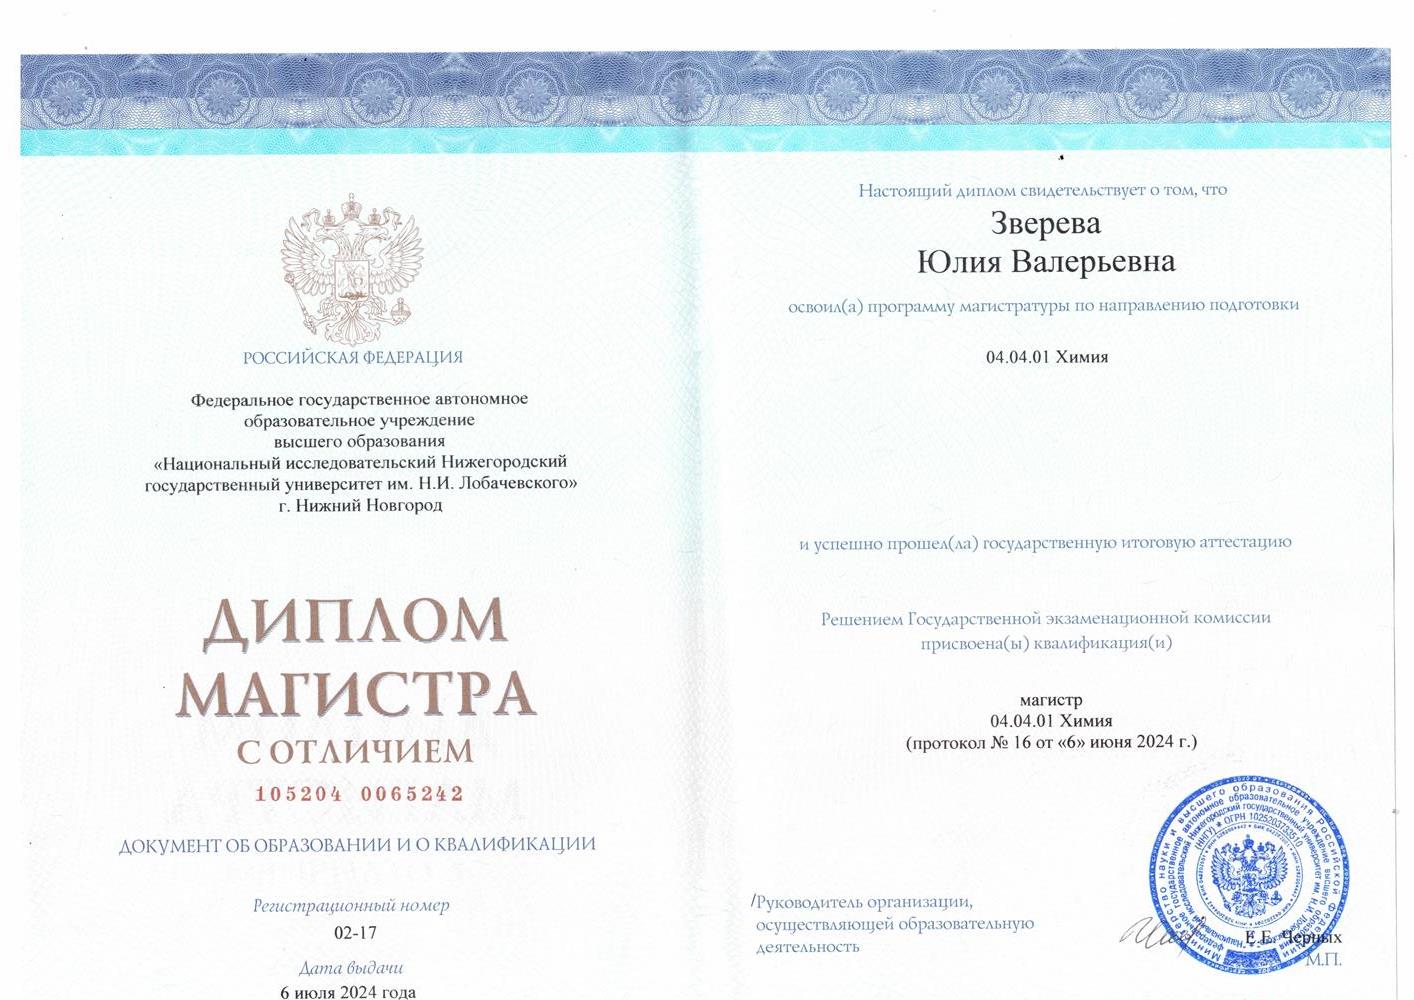 РОССИЙСКАЯ ФЕДЕРАЦИЯ
Федеральное государственное автономное
образовательное учреждение
высшего образования
«Национальный исследовательский Нижегородский
государственный университет им. Н.И. Лобачевского»
г. Нижний Новгород
ДИПЛОМ
МАГИСТРА
С ОТЛИЧИЕМ
105204 0065242
ДОКУМЕНТ ОБ ОБРАЗОВАНИИ И О КВАЛИФИКАЦИИ
Регистрационный номер
02-17
Дата выдачи
6 июля 2024 года
Настоящий диплом свидетельствует о том, что
Зверева
Юлия Валерьевна
освоил(а) программу магистратуры по направлению подготовки
04.04.01 Химия
и успешно прошел(ла) государственную итоговую аттестацию
Решением Государственной экзаменационной комиссии
присвоена(ы) квалификация(и)
магистр
04.04.01 Химия
(протокол № 16 от «6» июня 2024 г.)
Руководитель организации,
осуществляющей образовательную
деятельность
Е.Е. Черных
М.П.